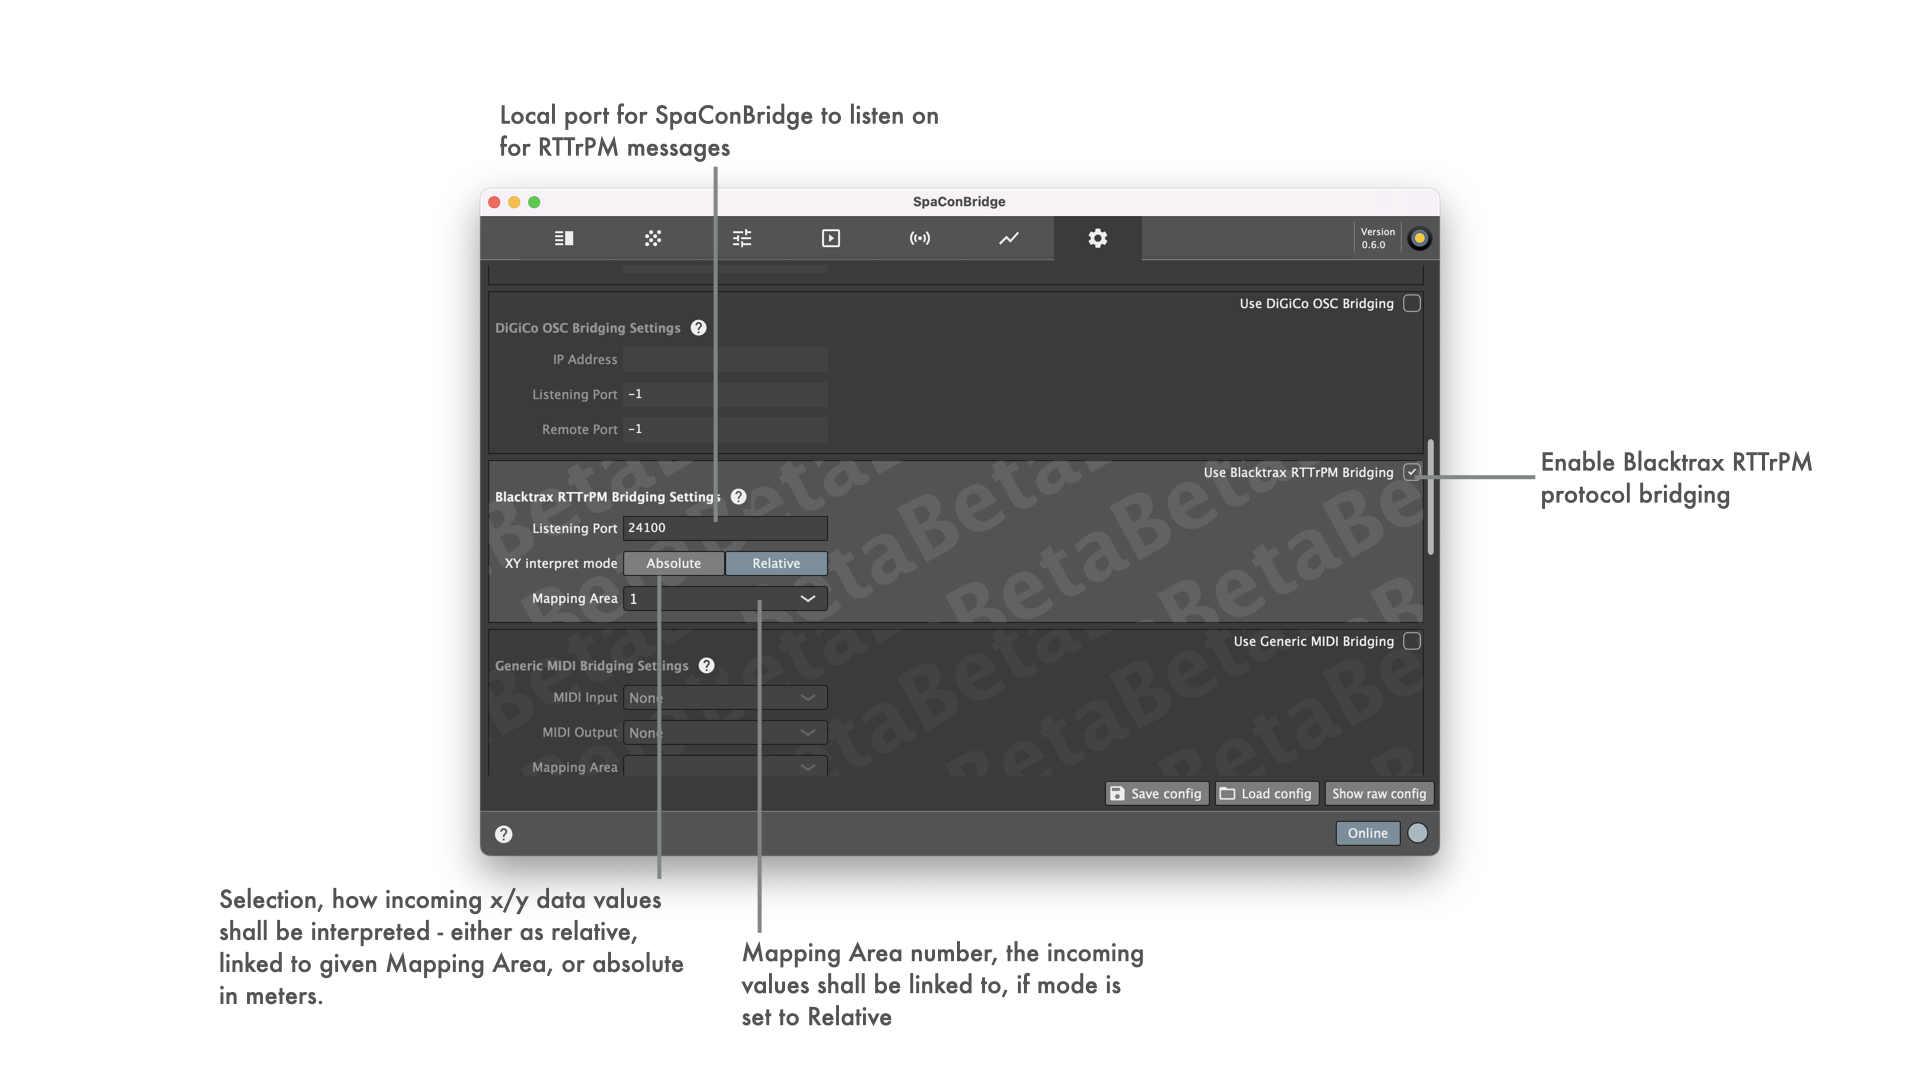 Local port for SpaConBridge to listen on
for RTTrPM messages
SpaConBridge
Version
0.6.0
Use DiGiCo OSC Bridging
DiGiCo OSC Bridging Settings ?
IP Address
Listening Port -1
Remote Port -1
Use Blacktrax RTTrPM Bridging
Blacktrax RTTrPM Bridging Settings ?
Listening Port 24100
XY interpret mode Absolute Relative
Mapping Area 1
BetaBetaBeta
Enable Blacktrax RTTrPM
protocol bridging
Use Generic MIDI Bridging
Generic MIDI Bridging Settings ?
MIDI Input None
MIDI Output None
Mapping Area
BetaBetaBeta
Save config Load config Show raw config
? Online
Selection, how incoming x/y data values
shall be interpreted - either as relative,
linked to given Mapping Area, or absolute
in meters.
Mapping Area number, the incoming
values shall be linked to, if mode is
set to Relative